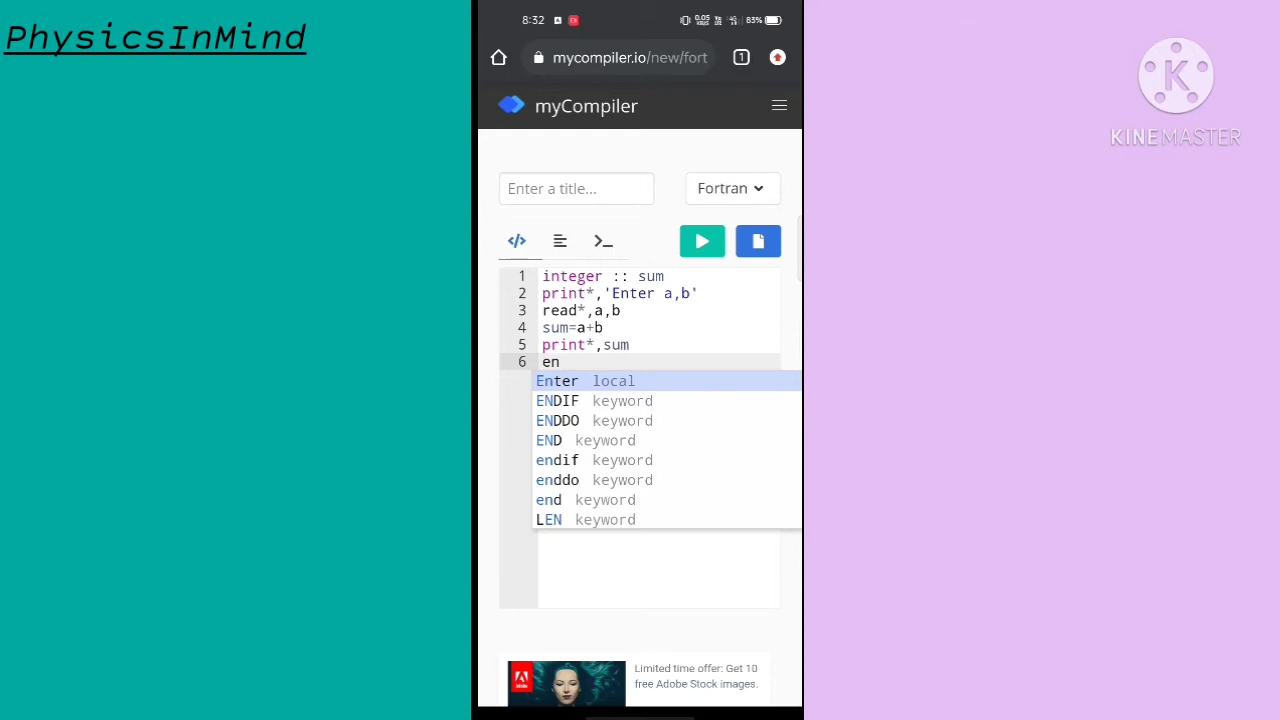 PhysicsInMind
8:32
83%
mycompiler.io/new/fort
1
myCompiler
Enter a title...
Fortran
1 integer :: sum
2 print*,'Enter a,b'
3 read*,a,b
4 sum=a+b
5 print*,sum
6 en
Enter local
ENDIF keyword
ENDDO keyword
END keyword
endif keyword
enddo keyword
end keyword
LEN keyword
Limited time offer: Get 10
free Adobe Stock images.
K
KINEMASTER